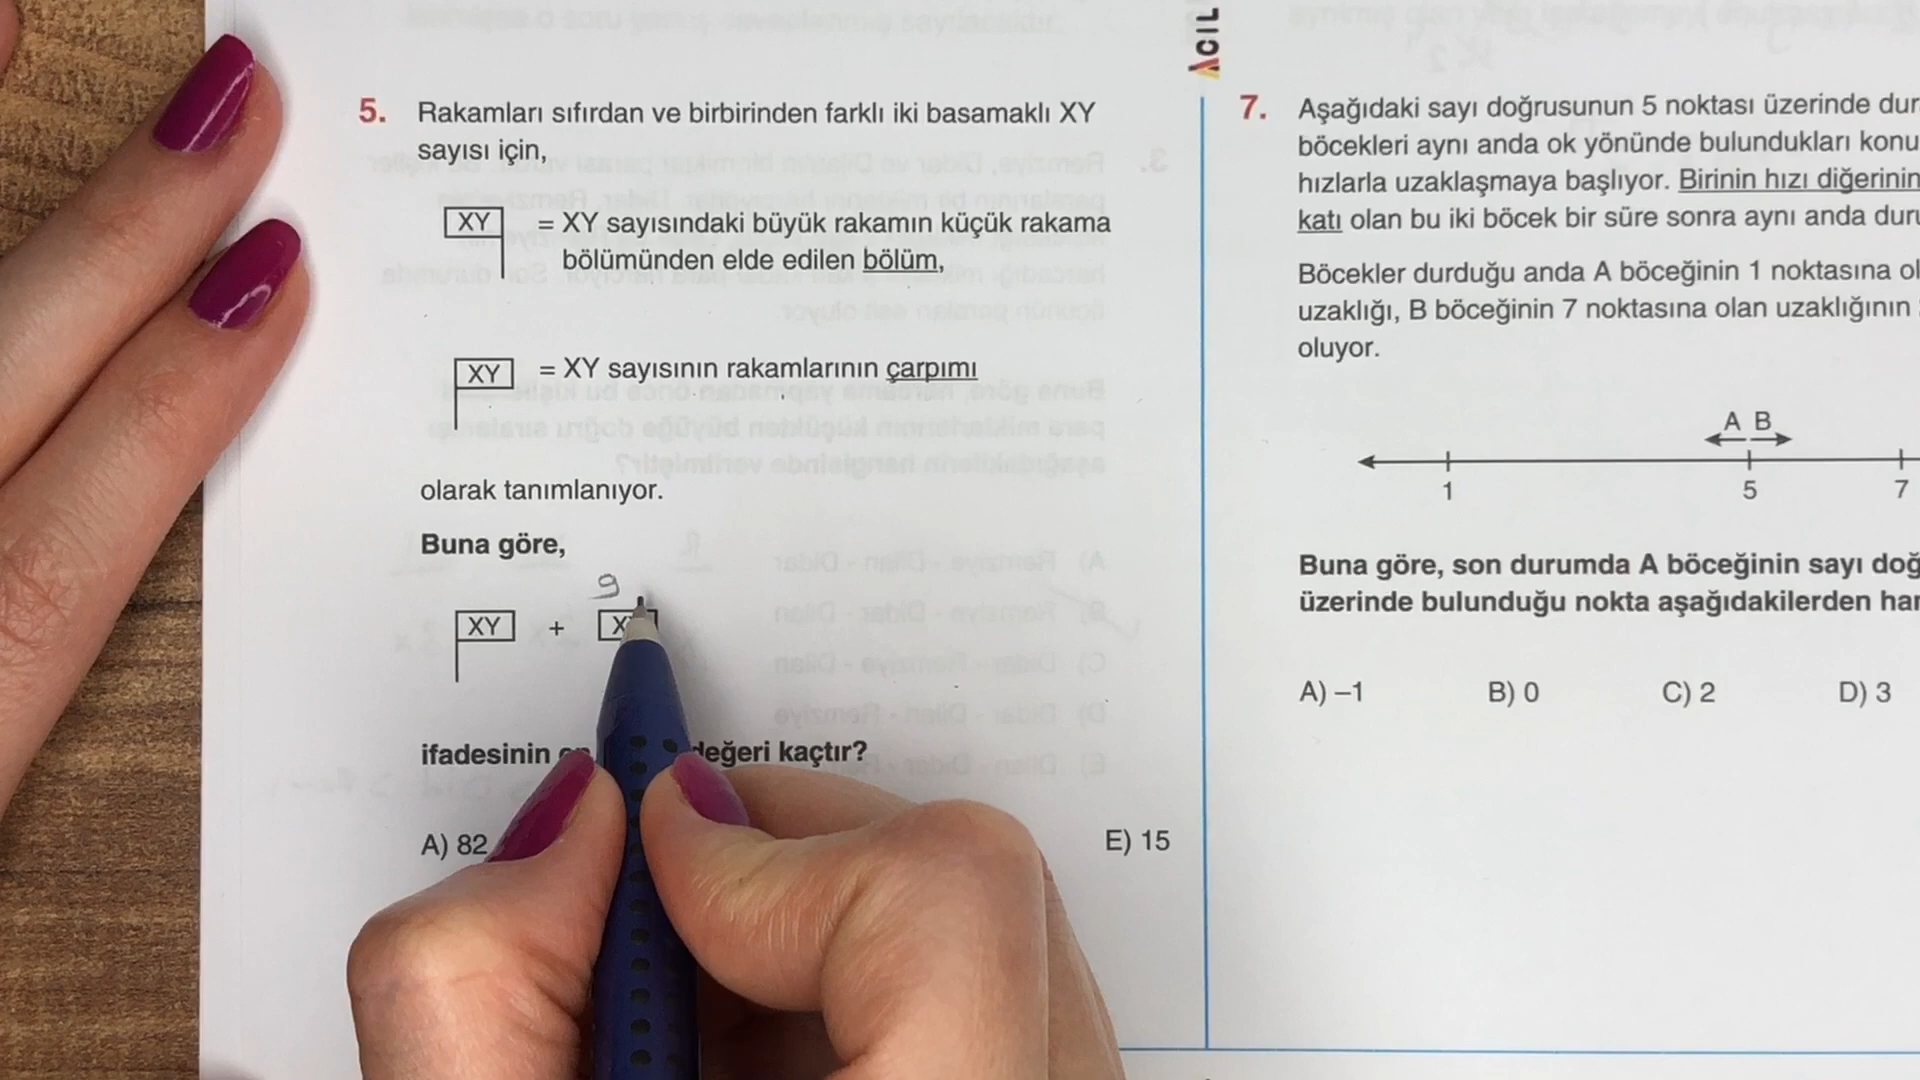 ACIL
5. Rakamları sıfırdan ve birbirinden farklı iki basamaklı XY
sayısı için,
XY = XY sayısındaki büyük rakamın küçük rakama
bölümünden elde edilen bölüm,
XY = XY sayısının rakamlarının çarpımı
olarak tanımlanıyor.
Buna göre,
9
XY + X
ifadesinin değeri kaçtır?
A) 82 E) 15
7. Aşağıdaki sayı doğrusunun 5 noktası üzerinde dur
böcekleri aynı anda ok yönünde bulundukları konu
hızlarla uzaklaşmaya başlıyor. Birinin hızı diğerinin
katı olan bu iki böcek bir süre sonra aynı anda duru
Böcekler durduğu anda A böceğinin 1 noktasına ol
uzaklığı, B böceğinin 7 noktasına olan uzaklığının
oluyor.
A B
1 5 7
Buna göre, son durumda A böceğinin sayı doğ
üzerinde bulunduğu nokta aşağıdakilerden han
A) –1 B) 0 C) 2 D) 3